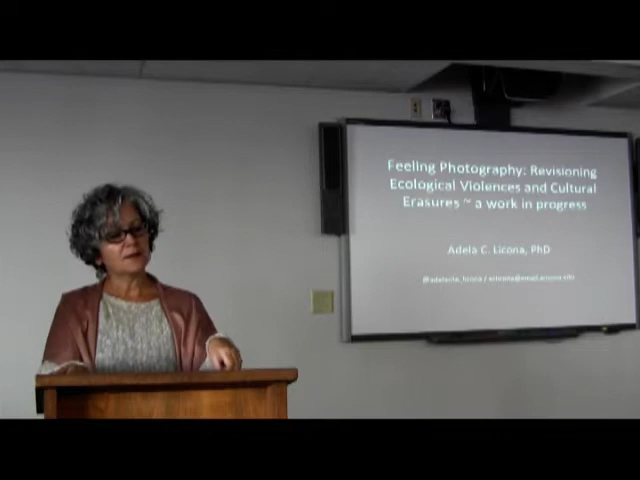 Feeling Photography: Revisioning
Ecological Violences and Cultural
Erasures ~ a work in progress
Adela C. Licona, PhD